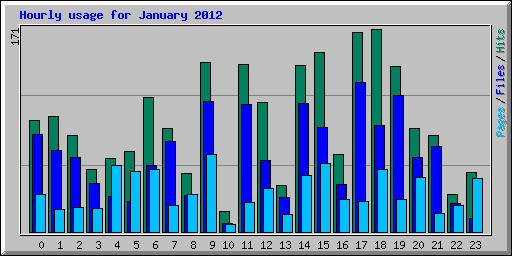 Hourly usage for January 2012
171
Pages/Files/Hits
0 1 2 3 4 5 6 7 8 9 10 11 12 13 14 15 16 17 18 19 20 21 22 23